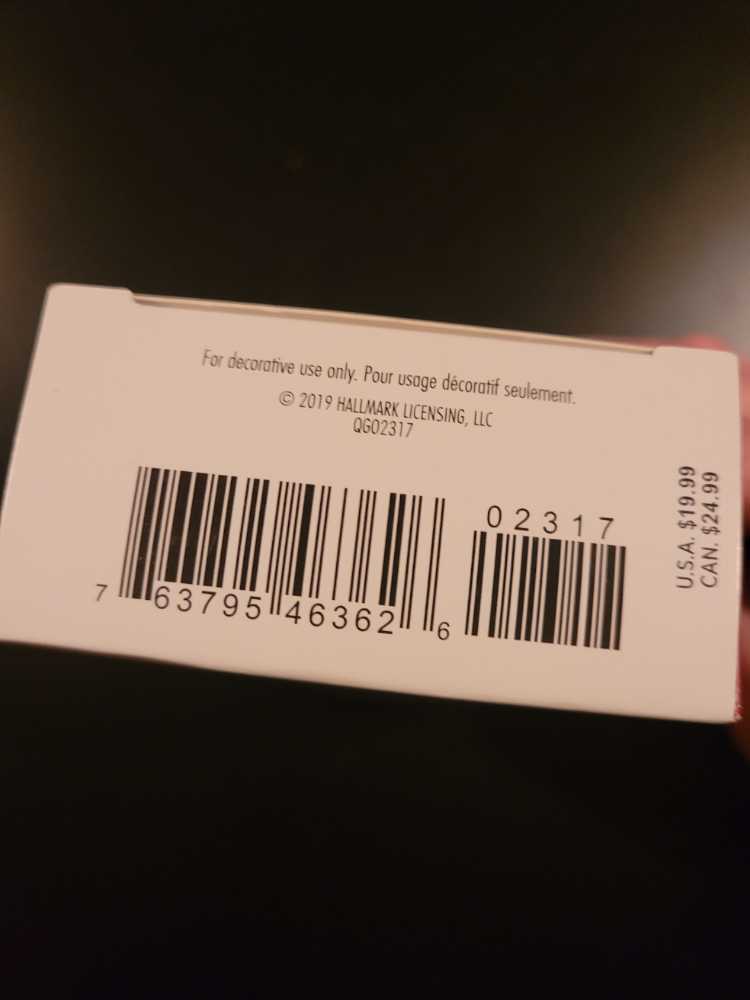 For decorative use only. Pour usage décoratif seulement.
© 2019 HALLMARK LICENSING, LLC
QGO2317
02317
7 63795 46362 6
U.S.A. $19.99
CAN. $24.99